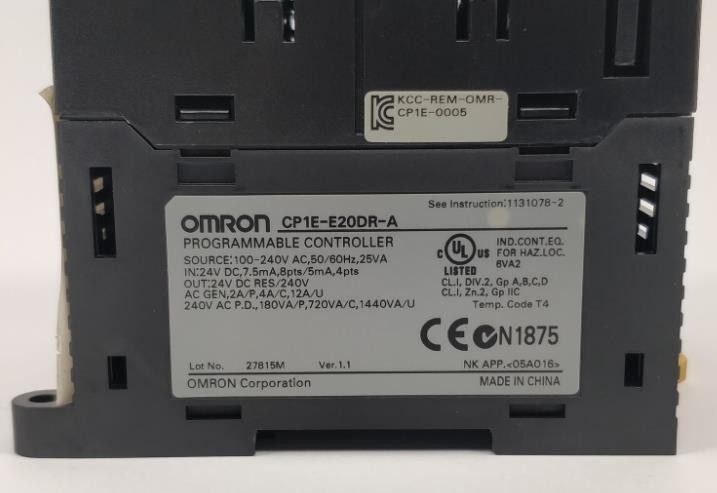 KCC-REM-OMR-
CP1E-0005
See Instruction:1131078-2
OMRON CP1E-E20DR-A
PROGRAMMABLE CONTROLLER
SOURCE:100-240V AC,50/60Hz,25VA
IN:24V DC,7.5mA,8pts/5mA,4pts
OUT:24V DC RES/240V
AC GEN,2A/P,4A/C,12A/U
240V AC P.D.,180VA/P,720VA/C,1440VA/U
C UL US
LISTED
IND.CONT.EQ.
FOR HAZ.LOC.
6VA2
CL.I, DIV.2, Gp A,B,C,D
CL.I, Zn.2, Gp IIC
Temp. Code T4
CE N1875
Lot No. 27815M Ver.1.1 NK APP.<05A016>
OMRON Corporation MADE IN CHINA